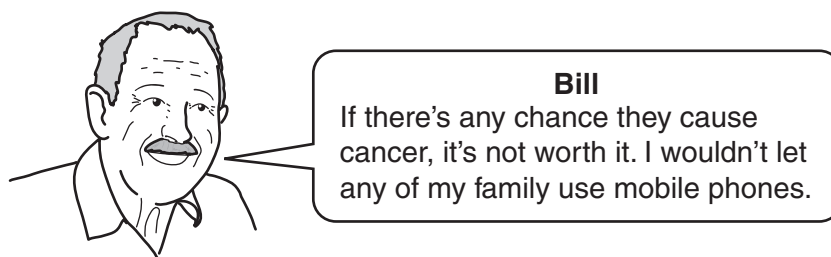 Bill
If there’s any chance they cause
cancer, it’s not worth it. I wouldn’t let
any of my family use mobile phones.